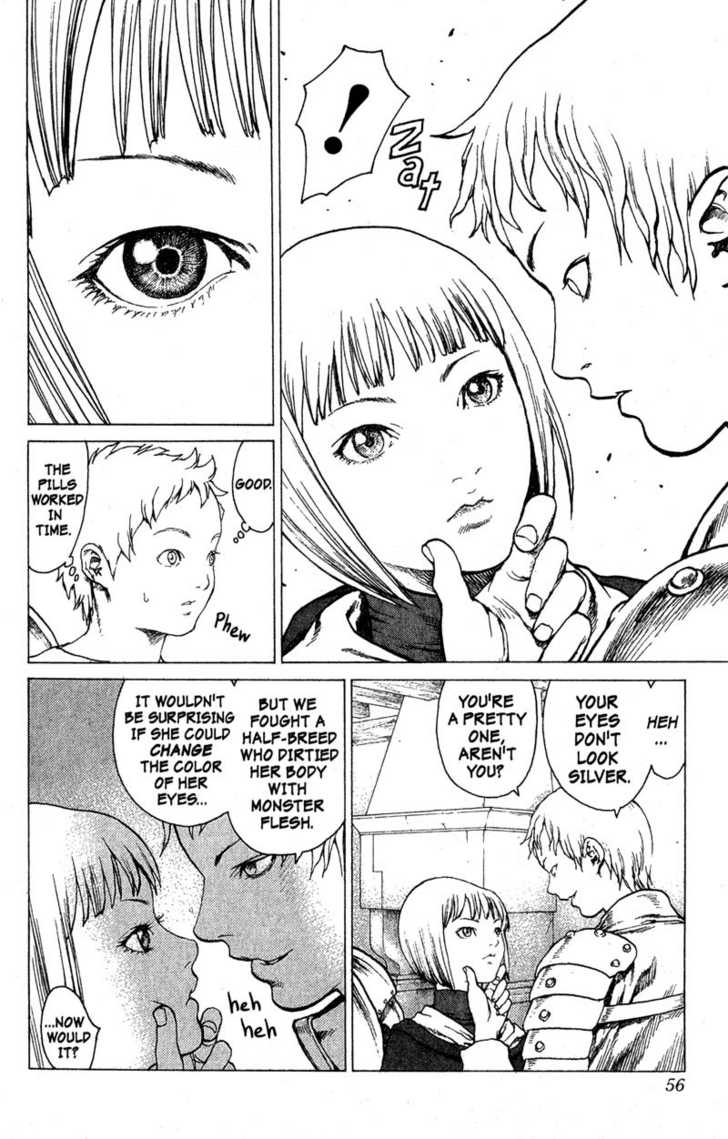 !
Zat
GOOD.
THE
PILLS
WORKED
IN
TIME.
Phew
HEH
...
YOUR
EYES
DON'T
LOOK
SILVER.
YOU'RE
A PRETTY
ONE,
AREN'T
YOU?
BUT WE
FOUGHT A
HALF-BREED
WHO DIRTIED
HER BODY
WITH
MONSTER
FLESH.
IT WOULDN'T
BE SURPRISING
IF SHE COULD
CHANGE
THE COLOR
OF HER
EYES...
heh
heh
...NOW
WOULD
IT?
56